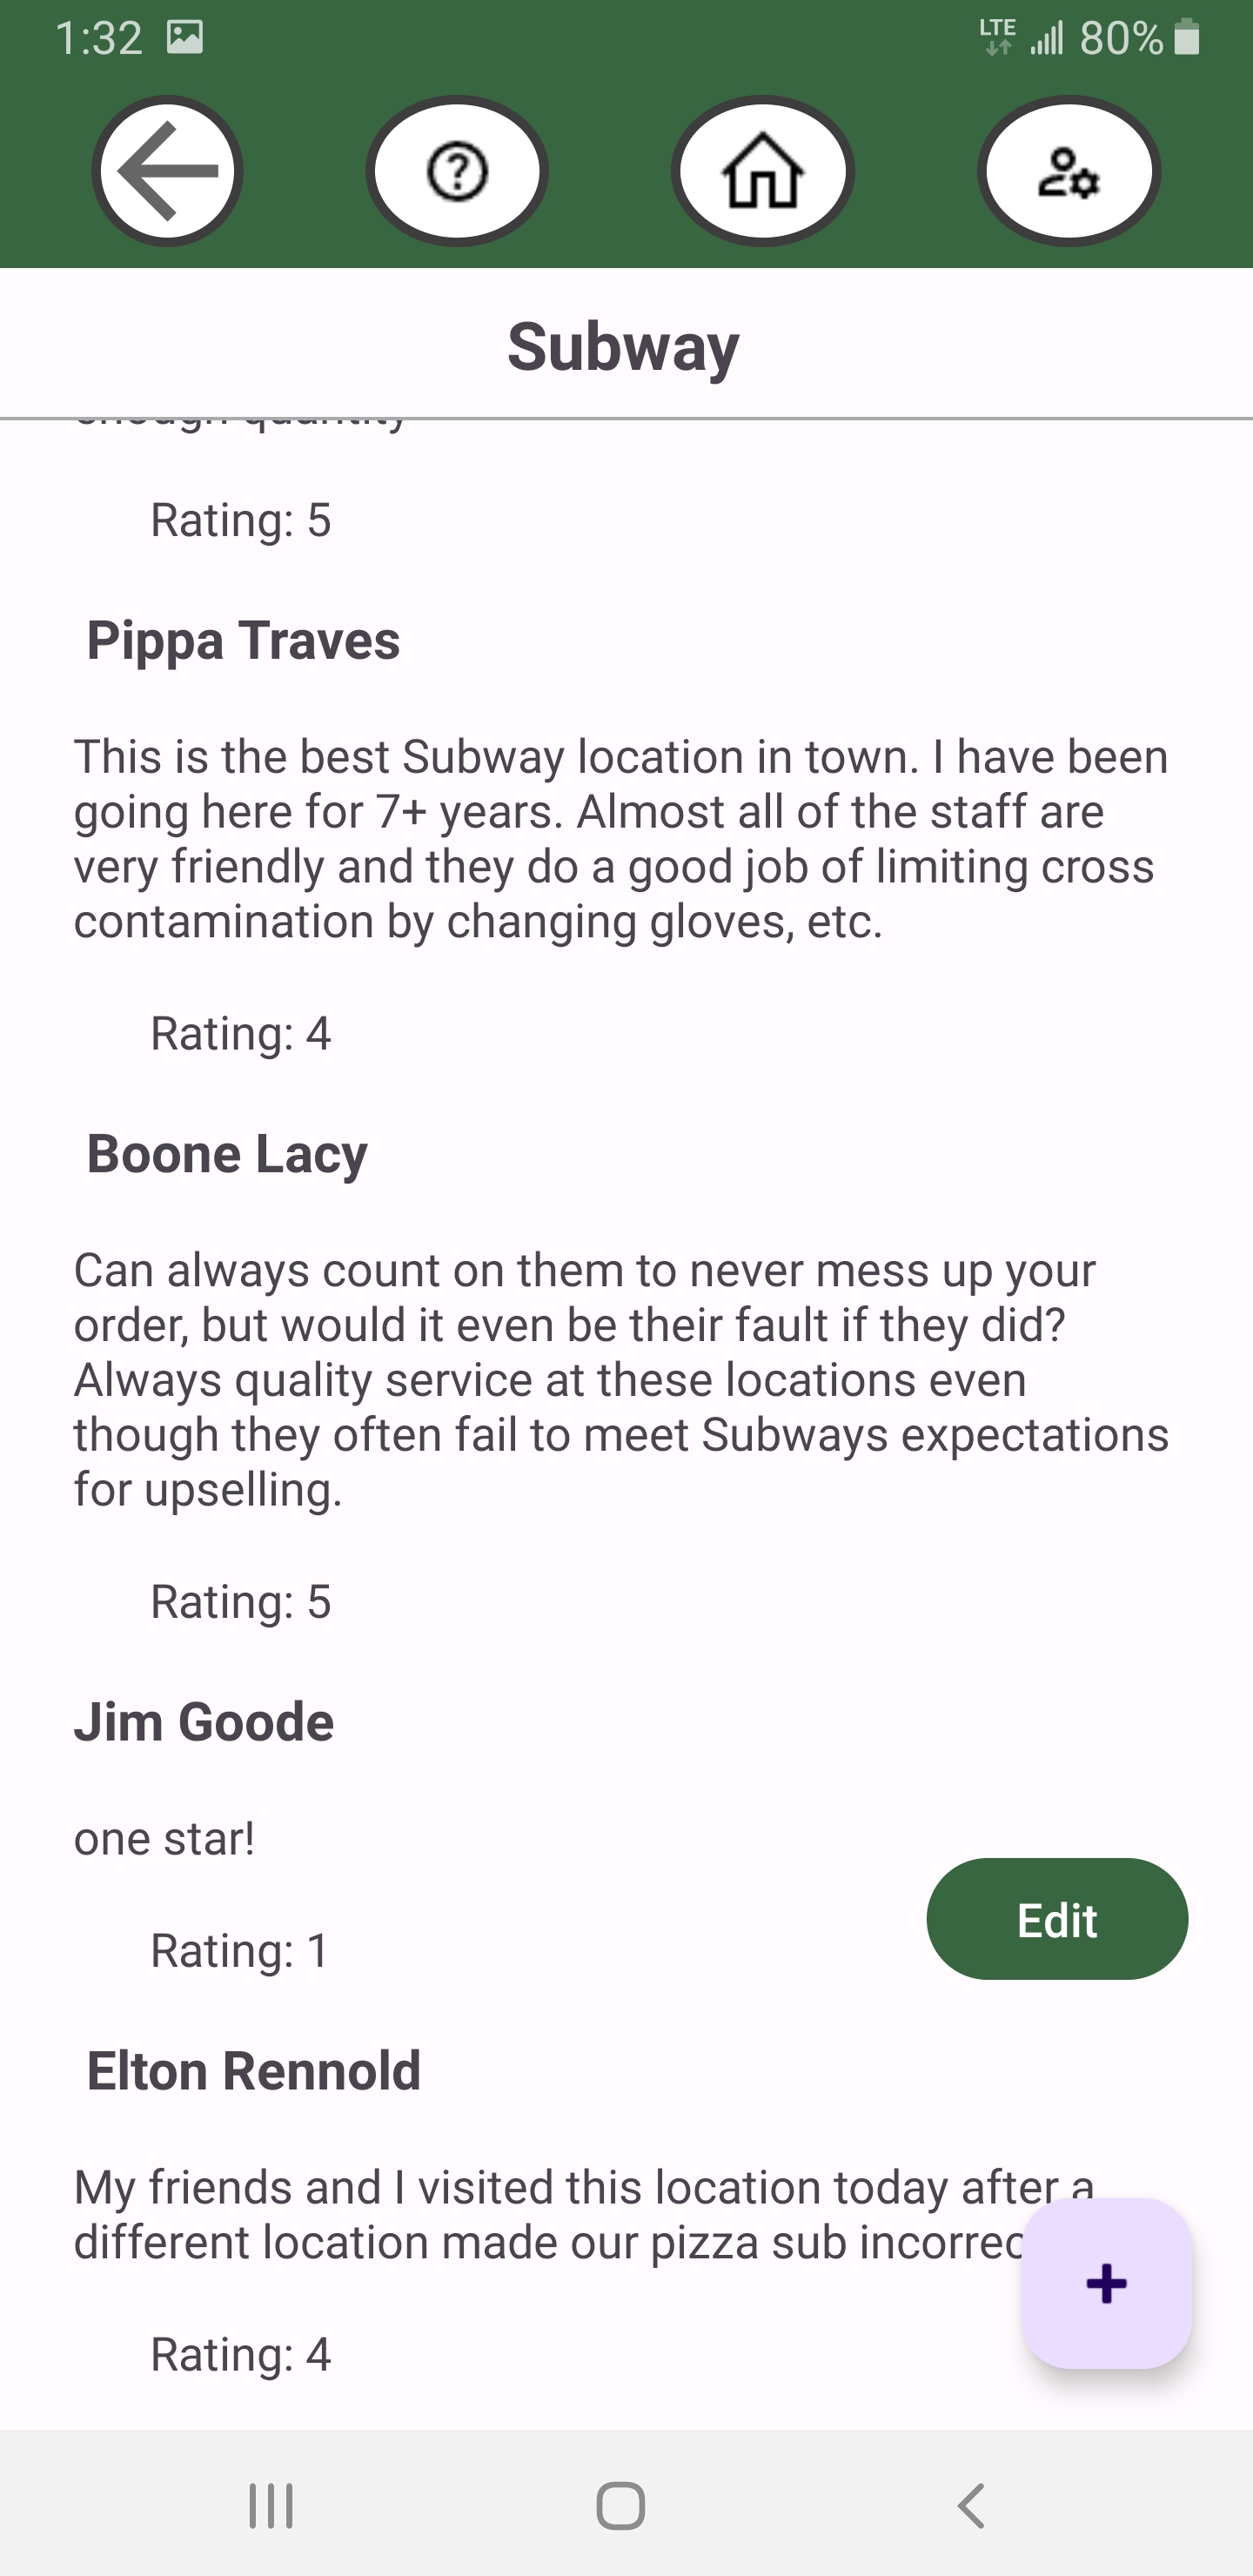 1:32
LTE
80%
Subway
enough quantity
Rating: 5
Pippa Traves
This is the best Subway location in town. I have been
going here for 7+ years. Almost all of the staff are
very friendly and they do a good job of limiting cross
contamination by changing gloves, etc.
Rating: 4
Boone Lacy
Can always count on them to never mess up your
order, but would it even be their fault if they did?
Always quality service at these locations even
though they often fail to meet Subways expectations
for upselling.
Rating: 5
Jim Goode
one star!
Edit
Rating: 1
Elton Rennold
My friends and I visited this location today after a
different location made our pizza sub incorrec
Rating: 4